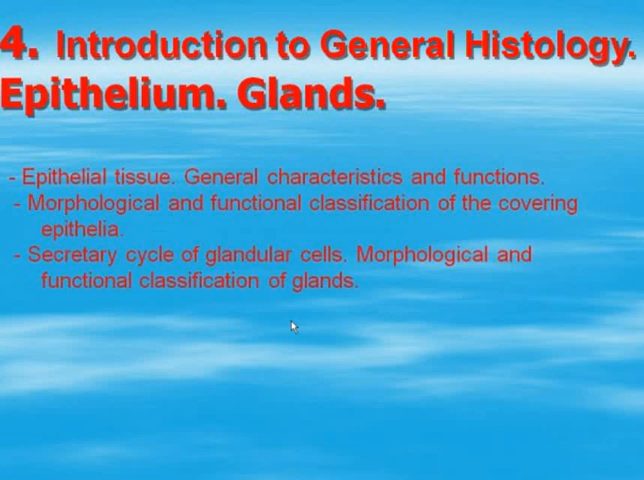 4. Introduction to General Histology.
Epithelium. Glands.
- Epithelial tissue. General characteristics and functions.
- Morphological and functional classification of the covering
epithelia.
- Secretary cycle of glandular cells. Morphological and
functional classification of glands.